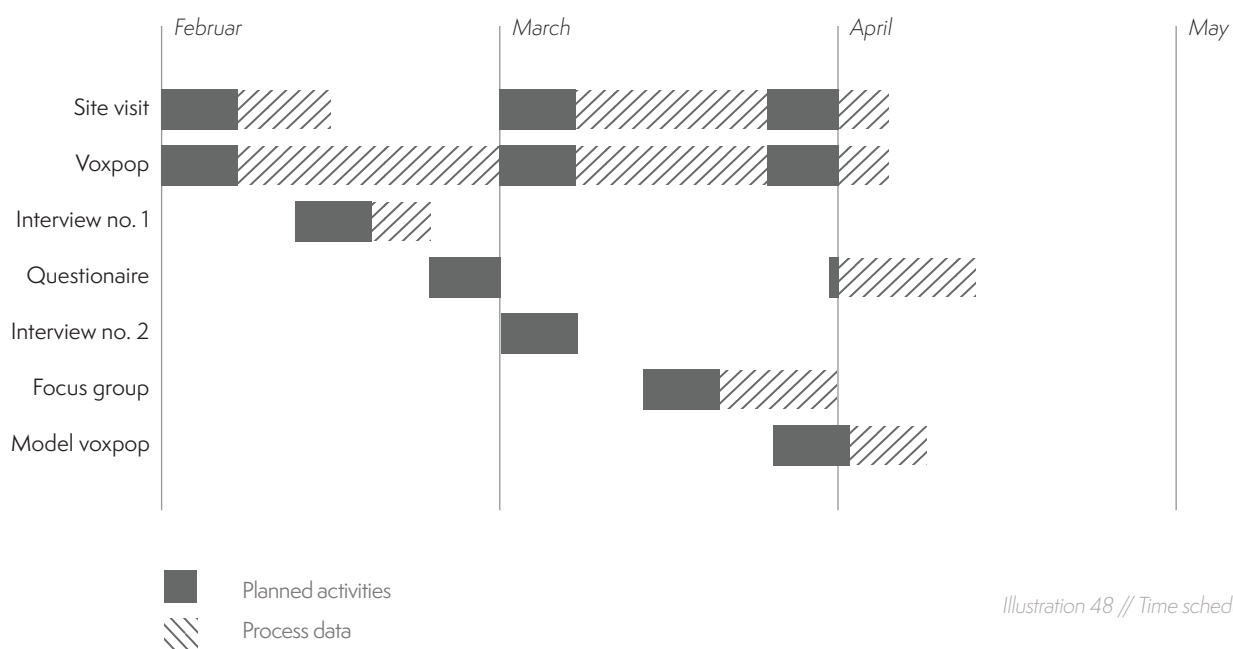 Februar
March
April
May
Site visit
Voxpop
Interview no. 1
Questionaire
Interview no. 2
Focus group
Model voxpop
Planned activities
Process data
Illustration 48 // Time sched